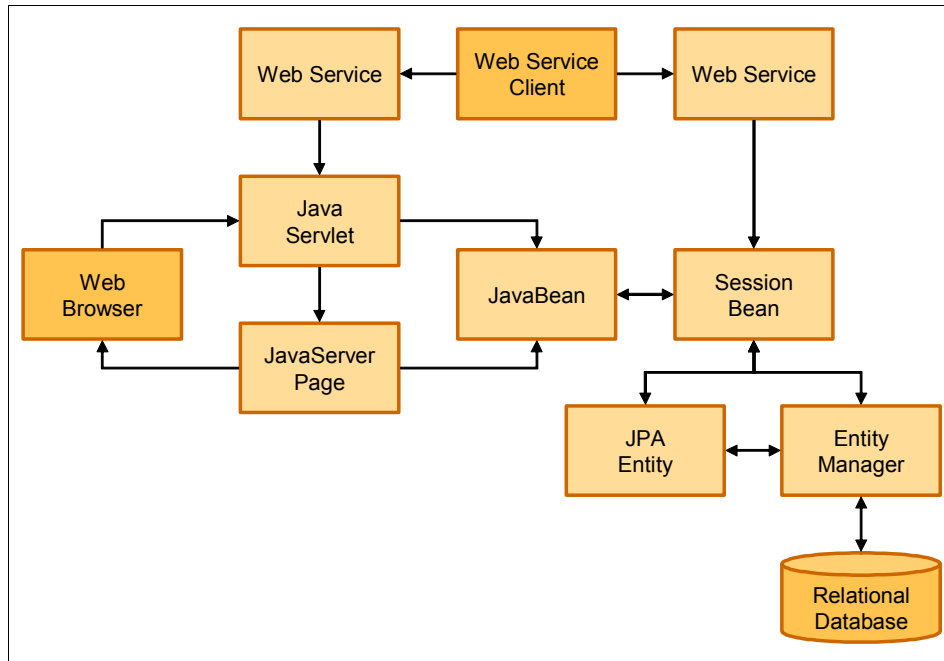 Web Service
Web Service
Client
Web Service
Java
Servlet
Web
Browser
JavaBean
Session
Bean
JavaServer
Page
JPA
Entity
Entity
Manager
Relational
Database